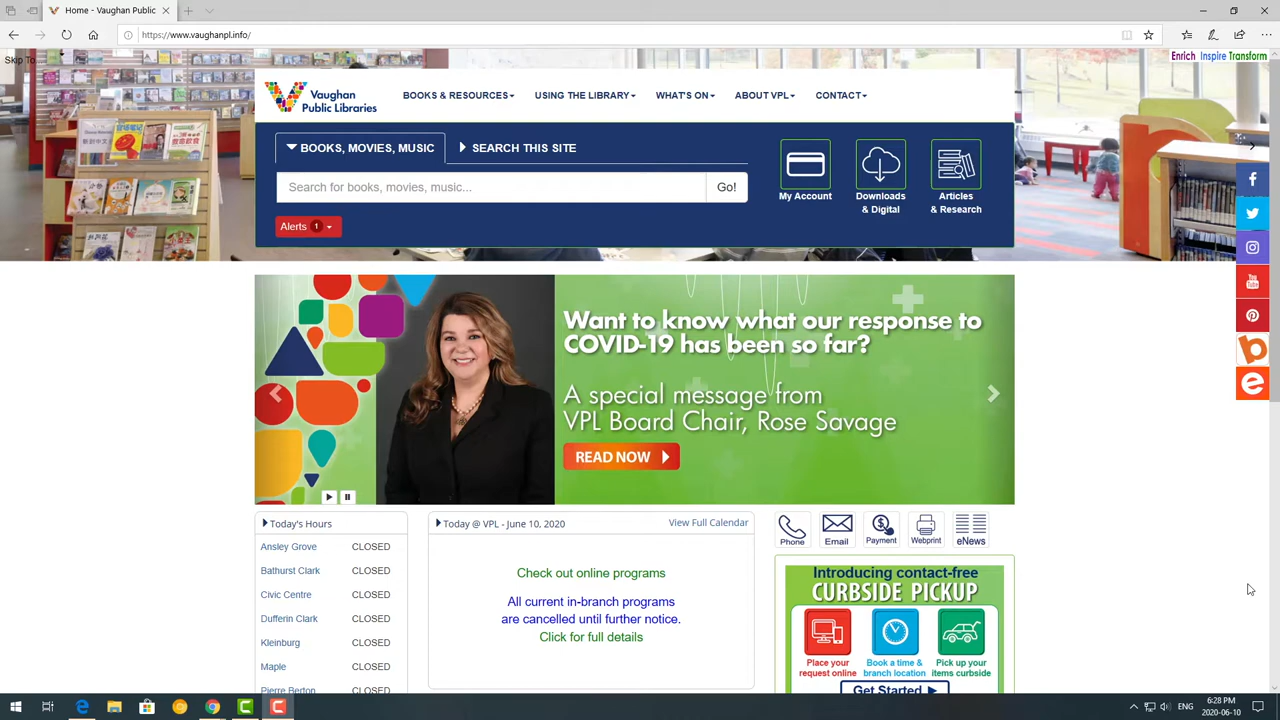 Home - Vaughan Public
https://www.vaughanpl.info/
Skip To
Enrich Inspire Transform
Vaughan
Public Libraries
BOOKS & RESOURCES
USING THE LIBRARY
WHAT'S ON
ABOUT VPL
CONTACT
BOOKS, MOVIES, MUSIC
SEARCH THIS SITE
Search for books, movies, music...
Go!
My Account
Downloads
& Digital
Articles
& Research
Alerts 1
You
Tube
b
e
Want to know what our response to
COVID-19 has been so far?
A special message from
VPL Board Chair, Rose Savage
READ NOW
Today's Hours
Ansley Grove CLOSED
Bathurst Clark CLOSED
Civic Centre CLOSED
Dufferin Clark CLOSED
Kleinburg CLOSED
Maple CLOSED
Pierre Berton CLOSED
Today @ VPL - June 10, 2020
View Full Calendar
Check out online programs
All current in-branch programs
are cancelled until further notice.
Click for full details
Phone
Email
Payment
Webprint
eNews
Introducing contact-free
CURBSIDE PICKUP
Place your
request online
Book a time &
branch location
Pick up your
items curbside
Get Started
ENG
6:28 PM
2020-06-10